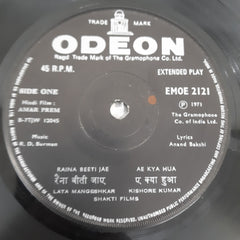 TRADE MARK
ODEON
Regd Trade Mark of The Gramophone Co. Ltd.
45 R.P.M.
EXTENDED PLAY
SIDE ONE
EMOE 2121
Hindi Film :
AMAR PREM
℗ 1971
The Gramophone
Co. of India Ltd.
Music
R. D. Burman
Lyrics
Anand Bakshi
RAINA BEETI JAE
AE KYA HUA
रैना बीती जाए
ए क्या हुआ
LATA MANGESHKAR
KISHORE KUMAR
SHAKTI FILMS